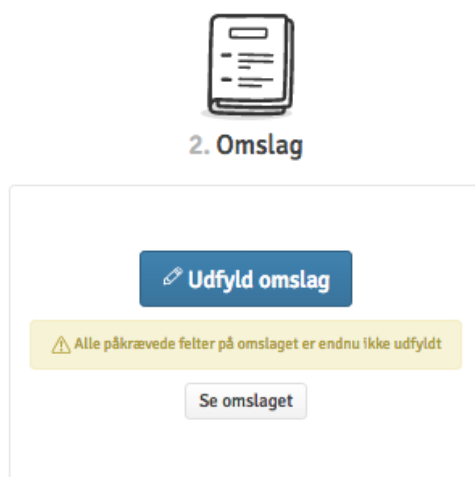 2. Omslag
Udfyld omslag
Alle påkrævede felter på omslaget er endnu ikke udfyldt
Se omslaget